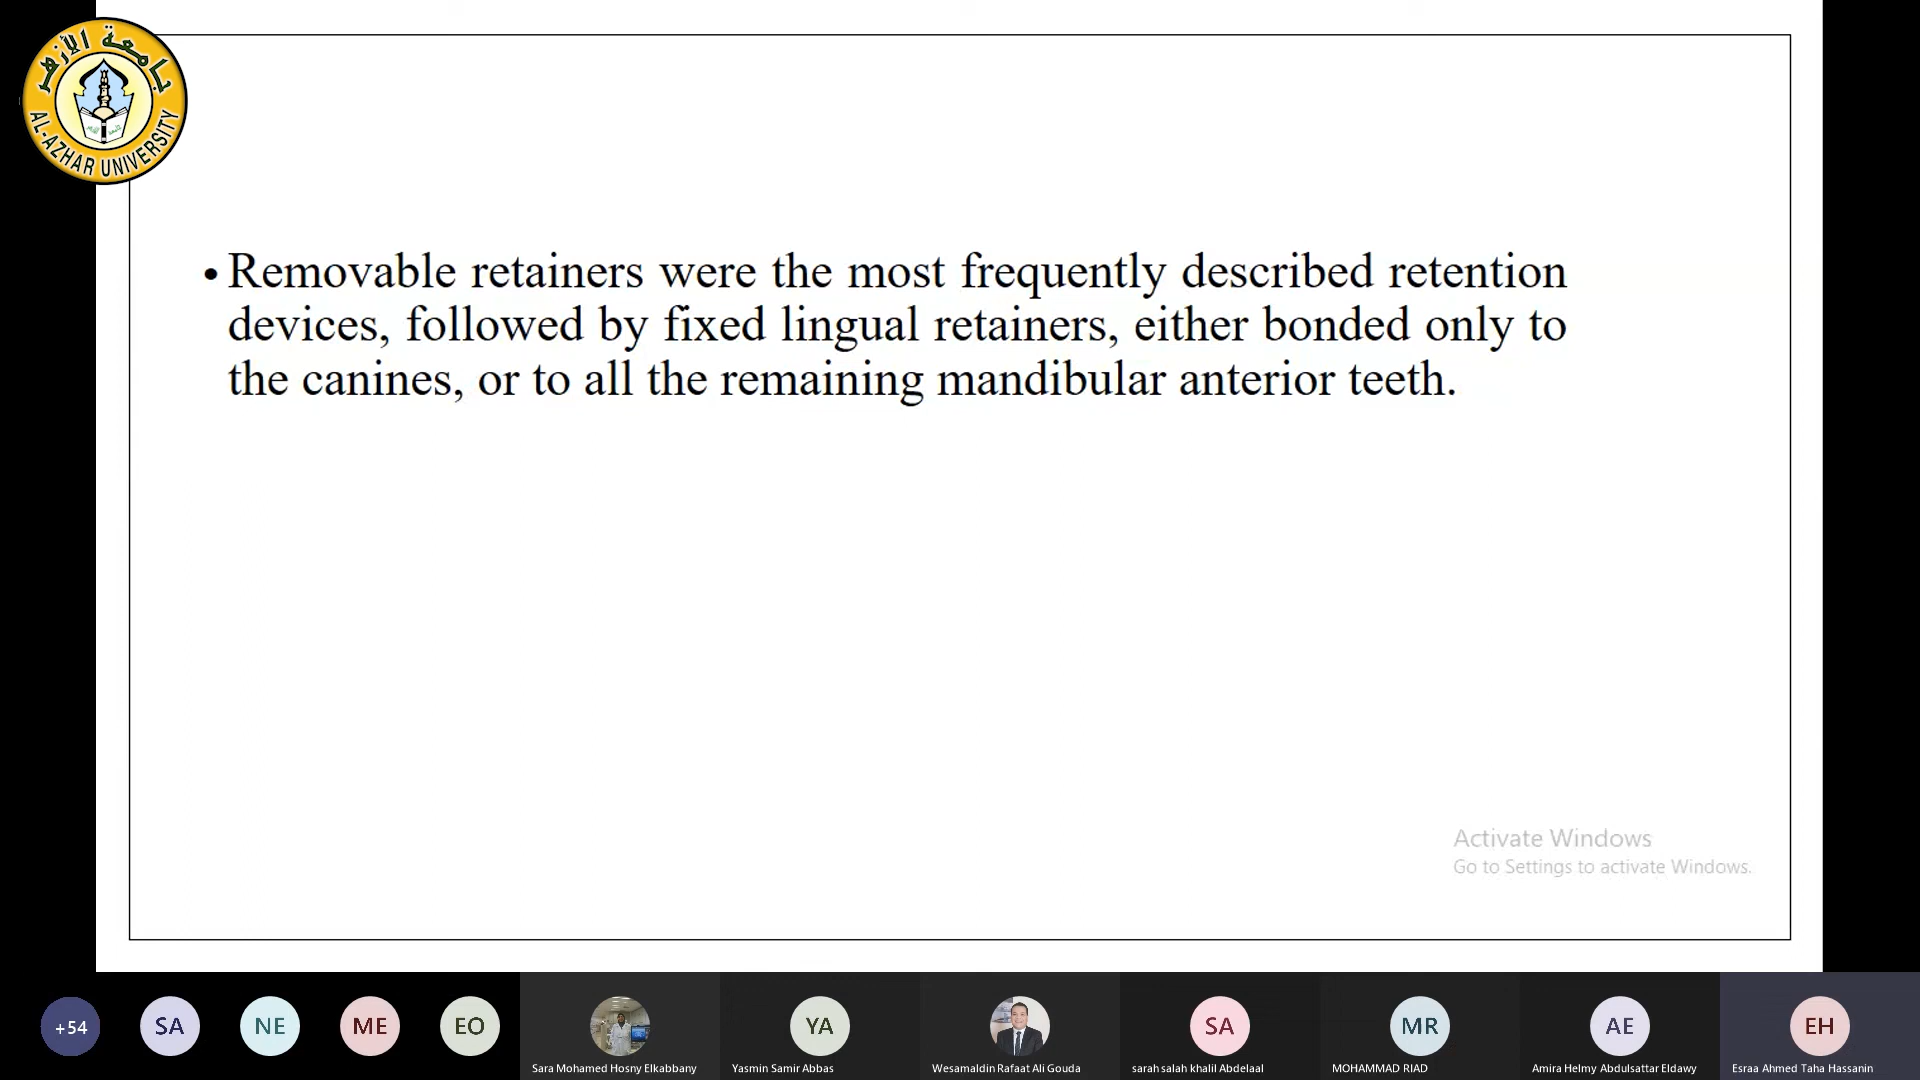 جامعة الأزهر
AL-AZHAR UNIVERSITY
• Removable retainers were the most frequently described retention
devices, followed by fixed lingual retainers, either bonded only to
the canines, or to all the remaining mandibular anterior teeth.
Activate Windows
Go to Settings to activate Windows.
+54
SA
NE
ME
EO
YA
SA
MR
AE
EH
Sara Mohamed Hosny Elkabbany
Yasmin Samir Abbas
Wesamaldin Rafaat Ali Gouda
sarah salah khalil Abdelaal
MOHAMMAD RIAD
Amira Helmy Abdulsattar Eldawy
Esraa Ahmed Taha Hassanin